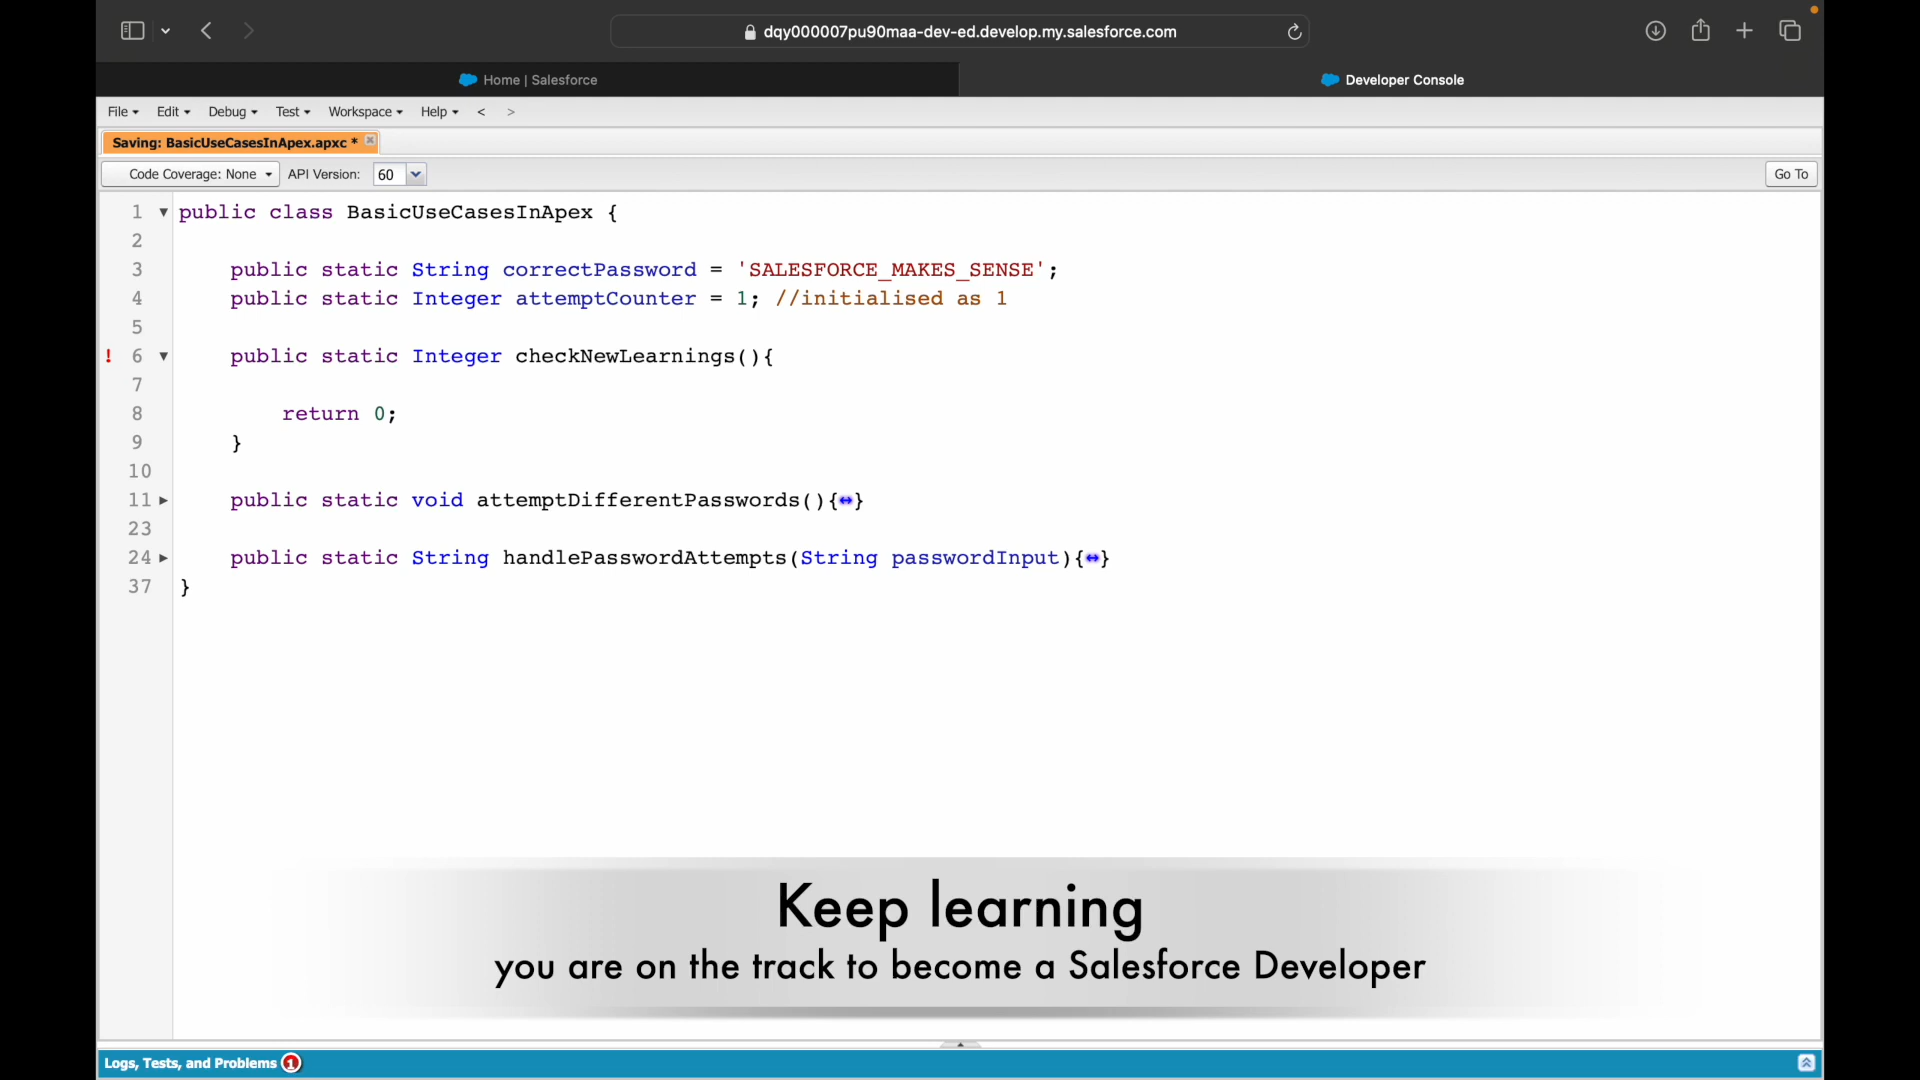 dqy000007pu90maa-dev-ed.develop.my.salesforce.com
Home | Salesforce
Developer Console
File Edit Debug Test Workspace Help < >
Saving: BasicUseCasesInApex.apxc *
Code Coverage: None API Version: 60 Go To
1 public class BasicUseCasesInApex {
2
3 public static String correctPassword = 'SALESFORCE_MAKES_SENSE';
4 public static Integer attemptCounter = 1; //initialised as 1
5
! 6 public static Integer checkNewLearnings(){
7
8 return 0;
9 }
10
11 public static void attemptDifferentPasswords(){↔}
23
24 public static String handlePasswordAttempts(String passwordInput){↔}
37 }
Keep learning
you are on the track to become a Salesforce Developer
Logs, Tests, and Problems 1